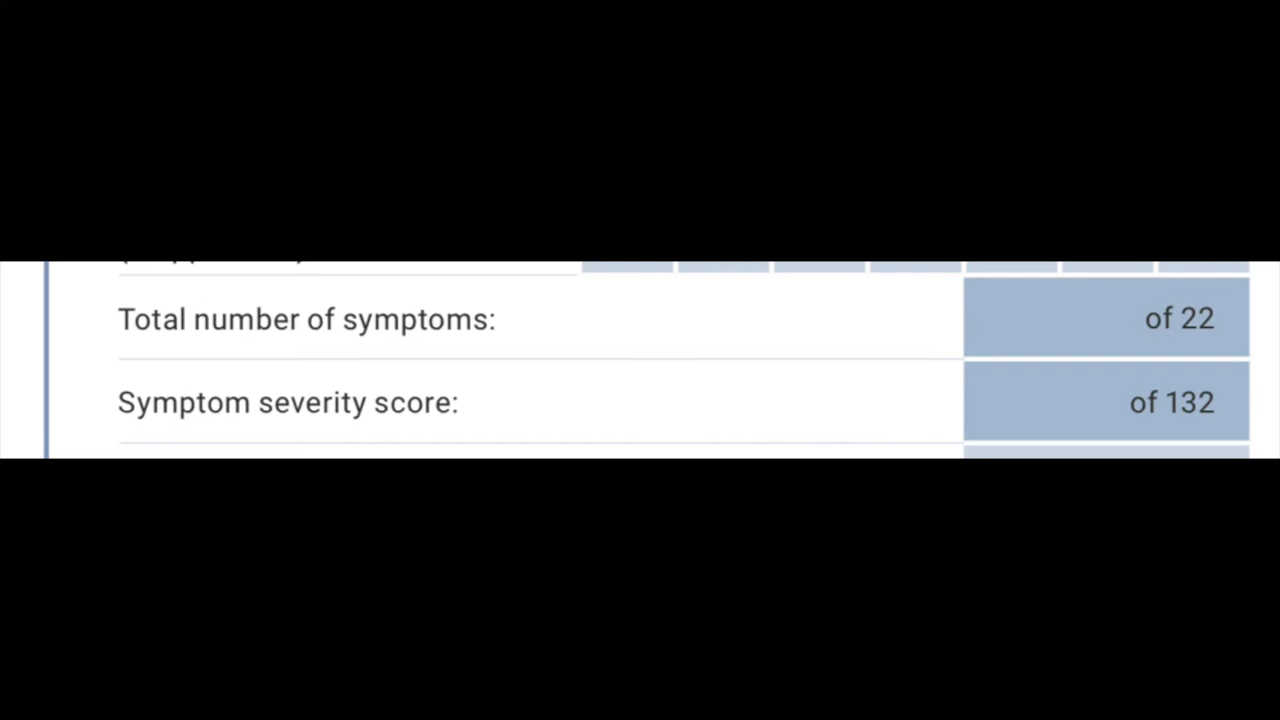 Total number of symptoms: of 22
Symptom severity score: of 132